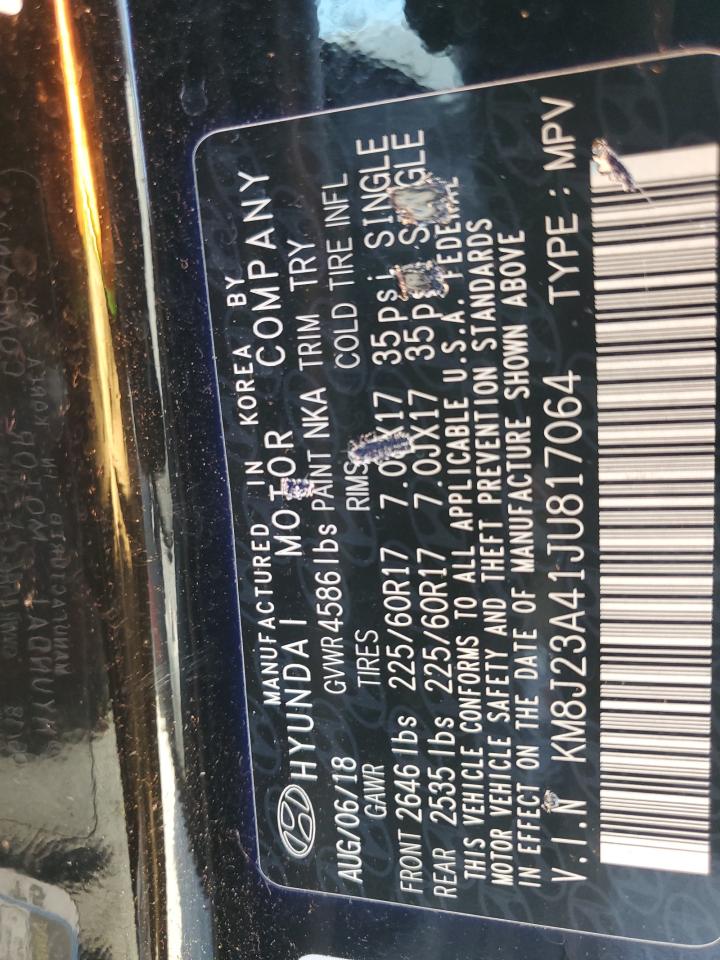 MANUFACTURED IN KOREA BY
HYUNDAI MOTOR COMPANY
AUG/06/18 GVWR 4586 lbs PAINT NKA TRIM TRY
GAWR TIRES RIMS COLD TIRE INFL
FRONT 2646 lbs 225/60R17 7.0JX17 35psi SINGLE
REAR 2535 lbs 225/60R17 7.0JX17 35psi SINGLE
THIS VEHICLE CONFORMS TO ALL APPLICABLE U.S.A. FEDERAL
MOTOR VEHICLE SAFETY AND THEFT PREVENTION STANDARDS
IN EFFECT ON THE DATE OF MANUFACTURE SHOWN ABOVE
V.I.N KM8J23A41JU817064 TYPE : MPV